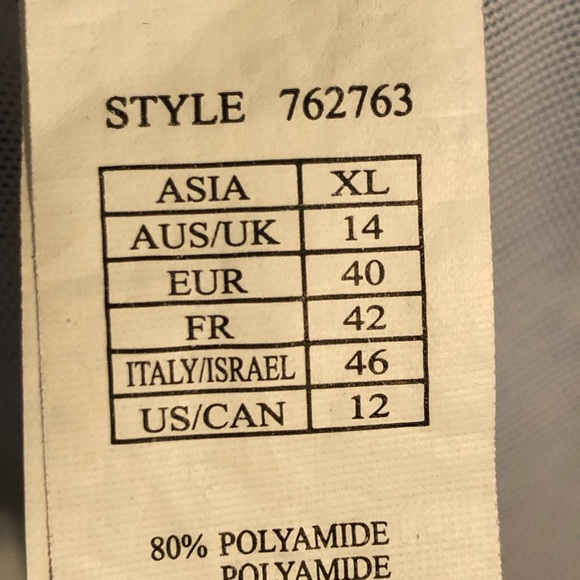 STYLE 762763
ASIA XL
AUS/UK 14
EUR 40
FR 42
ITALY/ISRAEL 46
US/CAN 12
80% POLYAMIDE
POLYAMIDE